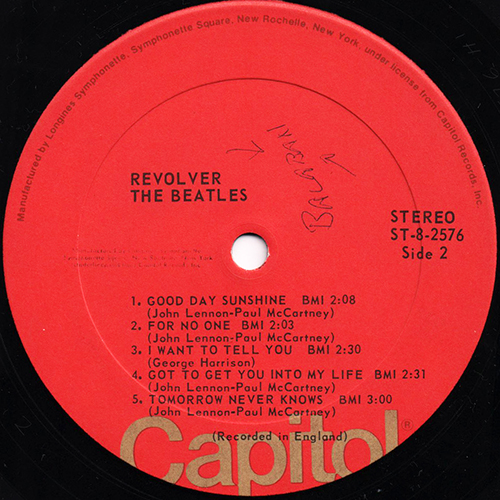 Manufactured by Longines Symphonette, Symphonette Square, New Rochelle, New York, under license from Capitol Records, Inc.
REVOLVER
THE BEATLES
STEREO
ST-8-2576
Side 2
1. GOOD DAY SUNSHINE BMI 2:08
(John Lennon-Paul McCartney)
2. FOR NO ONE BMI 2:03
(John Lennon-Paul McCartney)
3. I WANT TO TELL YOU BMI 2:30
(George Harrison)
4. GOT TO GET YOU INTO MY LIFE BMI 2:31
(John Lennon-Paul McCartney)
5. TOMORROW NEVER KNOWS BMI 3:00
(John Lennon-Paul McCartney)
(Recorded in England)
Capitol®